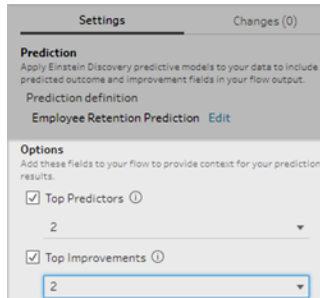 Settings Changes (0)
Prediction
Apply Einstein Discovery predictive models to your data to include
predicted outcome and improvement fields in your flow output.
Prediction definition
Employee Retention Prediction Edit
Options
Add these fields to your flow to provide context for your prediction
results.
Top Predictors
2
Top Improvements
2